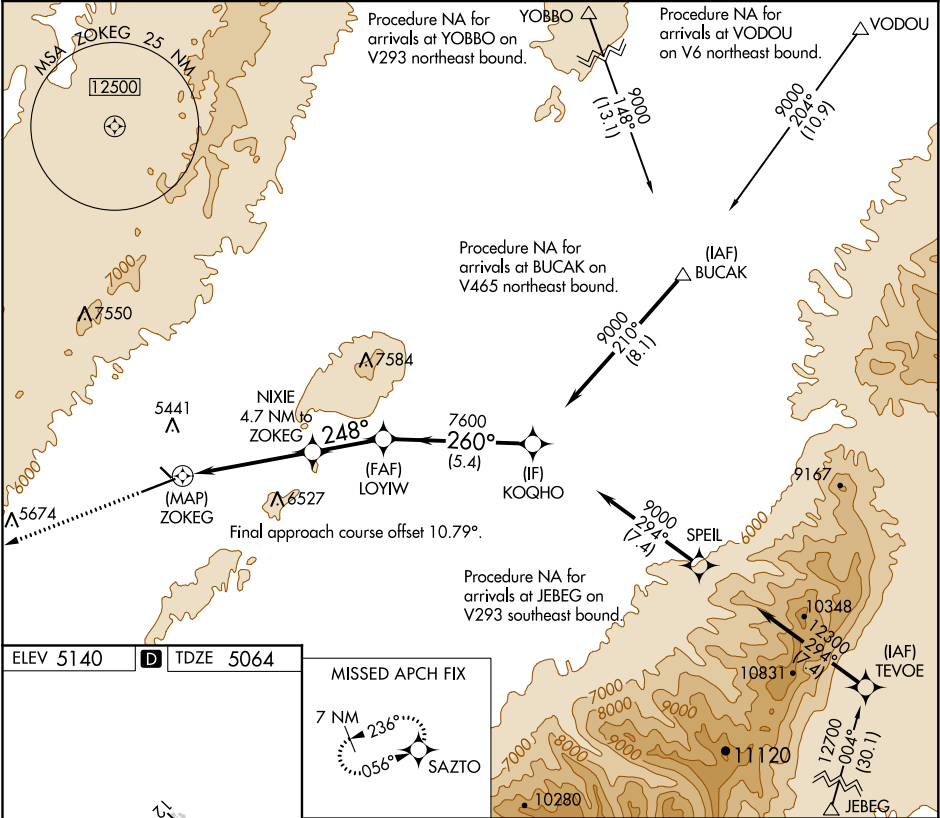 MSA ZOKEG 25 NM
12500
Procedure NA for
arrivals at YOBBO on
V293 northeast bound.
YOBBO
Procedure NA for
arrivals at VODOU
on V6 northeast bound.
VODOU
9000
148°
(13.1)
9000
204°
(10.9)
Procedure NA for
arrivals at BUCAK on
V465 northeast bound.
(IAF)
BUCAK
9000
210°
(8.1)
7000
7550
7584
5441
NIXIE
4.7 NM to
ZOKEG
248°
7600
260°
(5.4)
(FAF)
LOYIW
(IF)
KOQHO
6000
5674
(MAP)
ZOKEG
6527
Final approach course offset 10.79°.
9000
294°
(7.4)
SPEIL
6000
9167
Procedure NA for
arrivals at JEBEG on
V293 southeast bound.
10348
12300
294°
(7.4)
10831
(IAF)
TEVOE
7000
8000
9000
11120
7000
8000
9000
10280
12700
004°
(30.1)
JEBEG
ELEV 5140
D
TDZE 5064
MISSED APCH FIX
7 NM
236°
056°
SAZTO
12